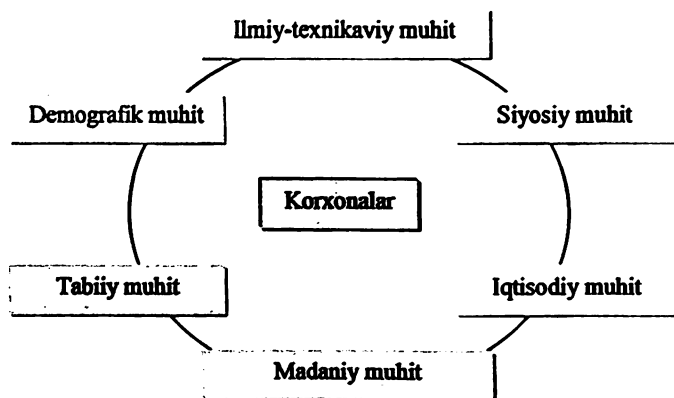 Ilmiy-texnikaviy muhit
Demografik muhit
Siyosiy muhit
Korxonalar
Tabiiy muhit
Iqtisodiy muhit
Madaniy muhit